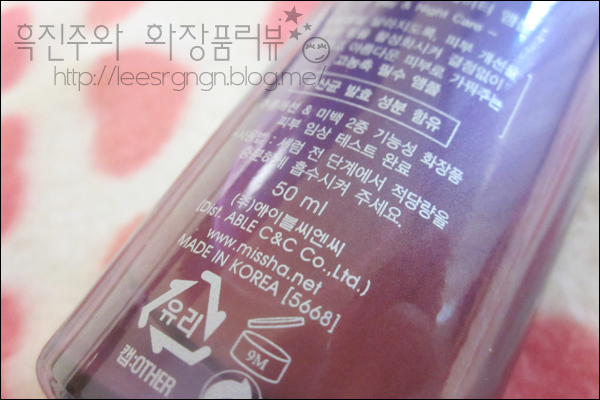 흑진주와 화장품리뷰
http://leesrgngn.blog.me/
Night Care –
피부 개선을
활성화시켜 결점없이
아름다운 피부로 가꿔주는
고농축 필수 앰플
발효 성분 함유
& 미백 2중 기능성 화장품
피부 임상 테스트 완료
세럼 전 단계에서 적당량을
흡수시켜 주세요.
50 ml
(주)에이블씨엔씨
(Dist. ABLE C&C Co.,Ltd.)
www.missha.net
MADE IN KOREA [5668]
유리
캡:OTHER
9M